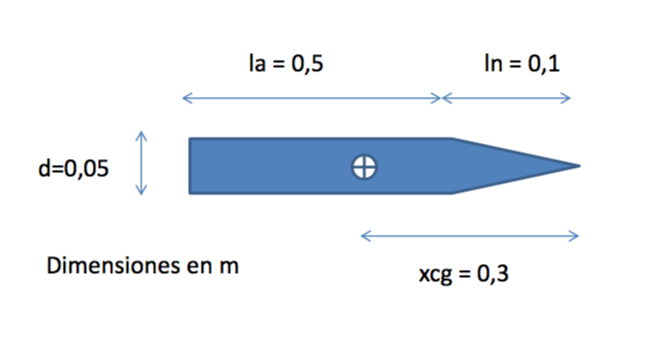 la = 0,5
ln = 0,1
d=0,05
Dimensiones en m
xcg = 0,3